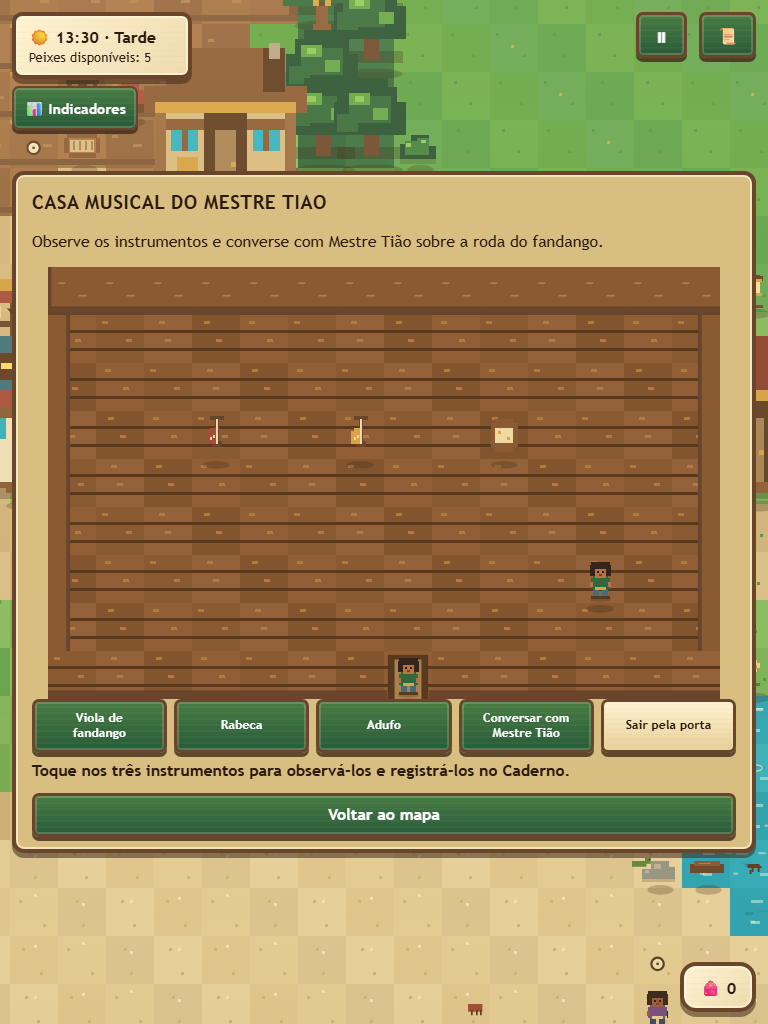 13:30 · Tarde
Peixes disponíveis: 5
Indicadores
CASA MUSICAL DO MESTRE TIAO
Observe os instrumentos e converse com Mestre Tião sobre a roda do fandango.
Viola de
fandango
Rabeca
Adufo
Conversar com
Mestre Tião
Sair pela porta
Toque nos três instrumentos para observá-los e registrá-los no Caderno.
Voltar ao mapa
0